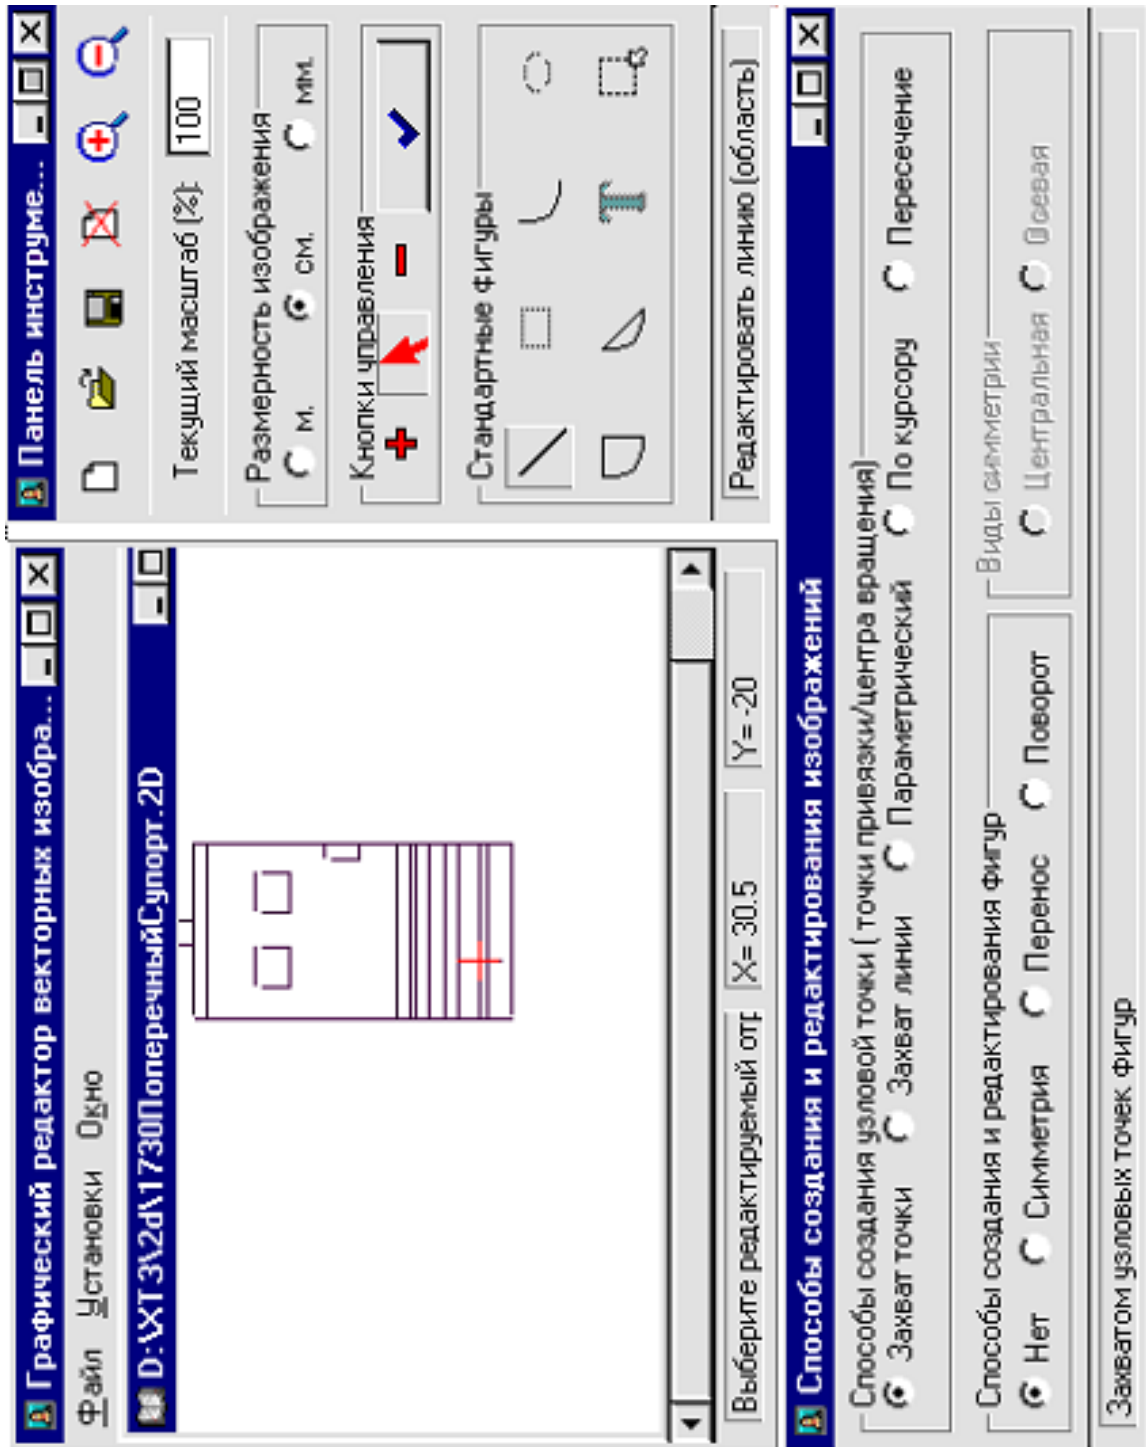 Графический редактор векторных изобра...
Файл Установки Окно
D:\XT3\2d\1730ПоперечныйСупорт.2D
Выберите редактируемый отр
X= 30.5
Y= -20
Панель инструме...
Текущий масштаб (%):
100
Размерность изображения
м. см. мм.
Кнопки управления
Стандартные фигуры
Редактировать линию (область)
Способы создания и редактирования изображений
Способы создания узловой точки ( точки привязки/центра вращения)
Захват точки Захват линии Параметрический По курсору Пересечение
Способы создания и редактирования фигур
Нет Симметрия Перенос Поворот
Виды симметрии
Центральная Осевая
Захватом узловых точек фигур